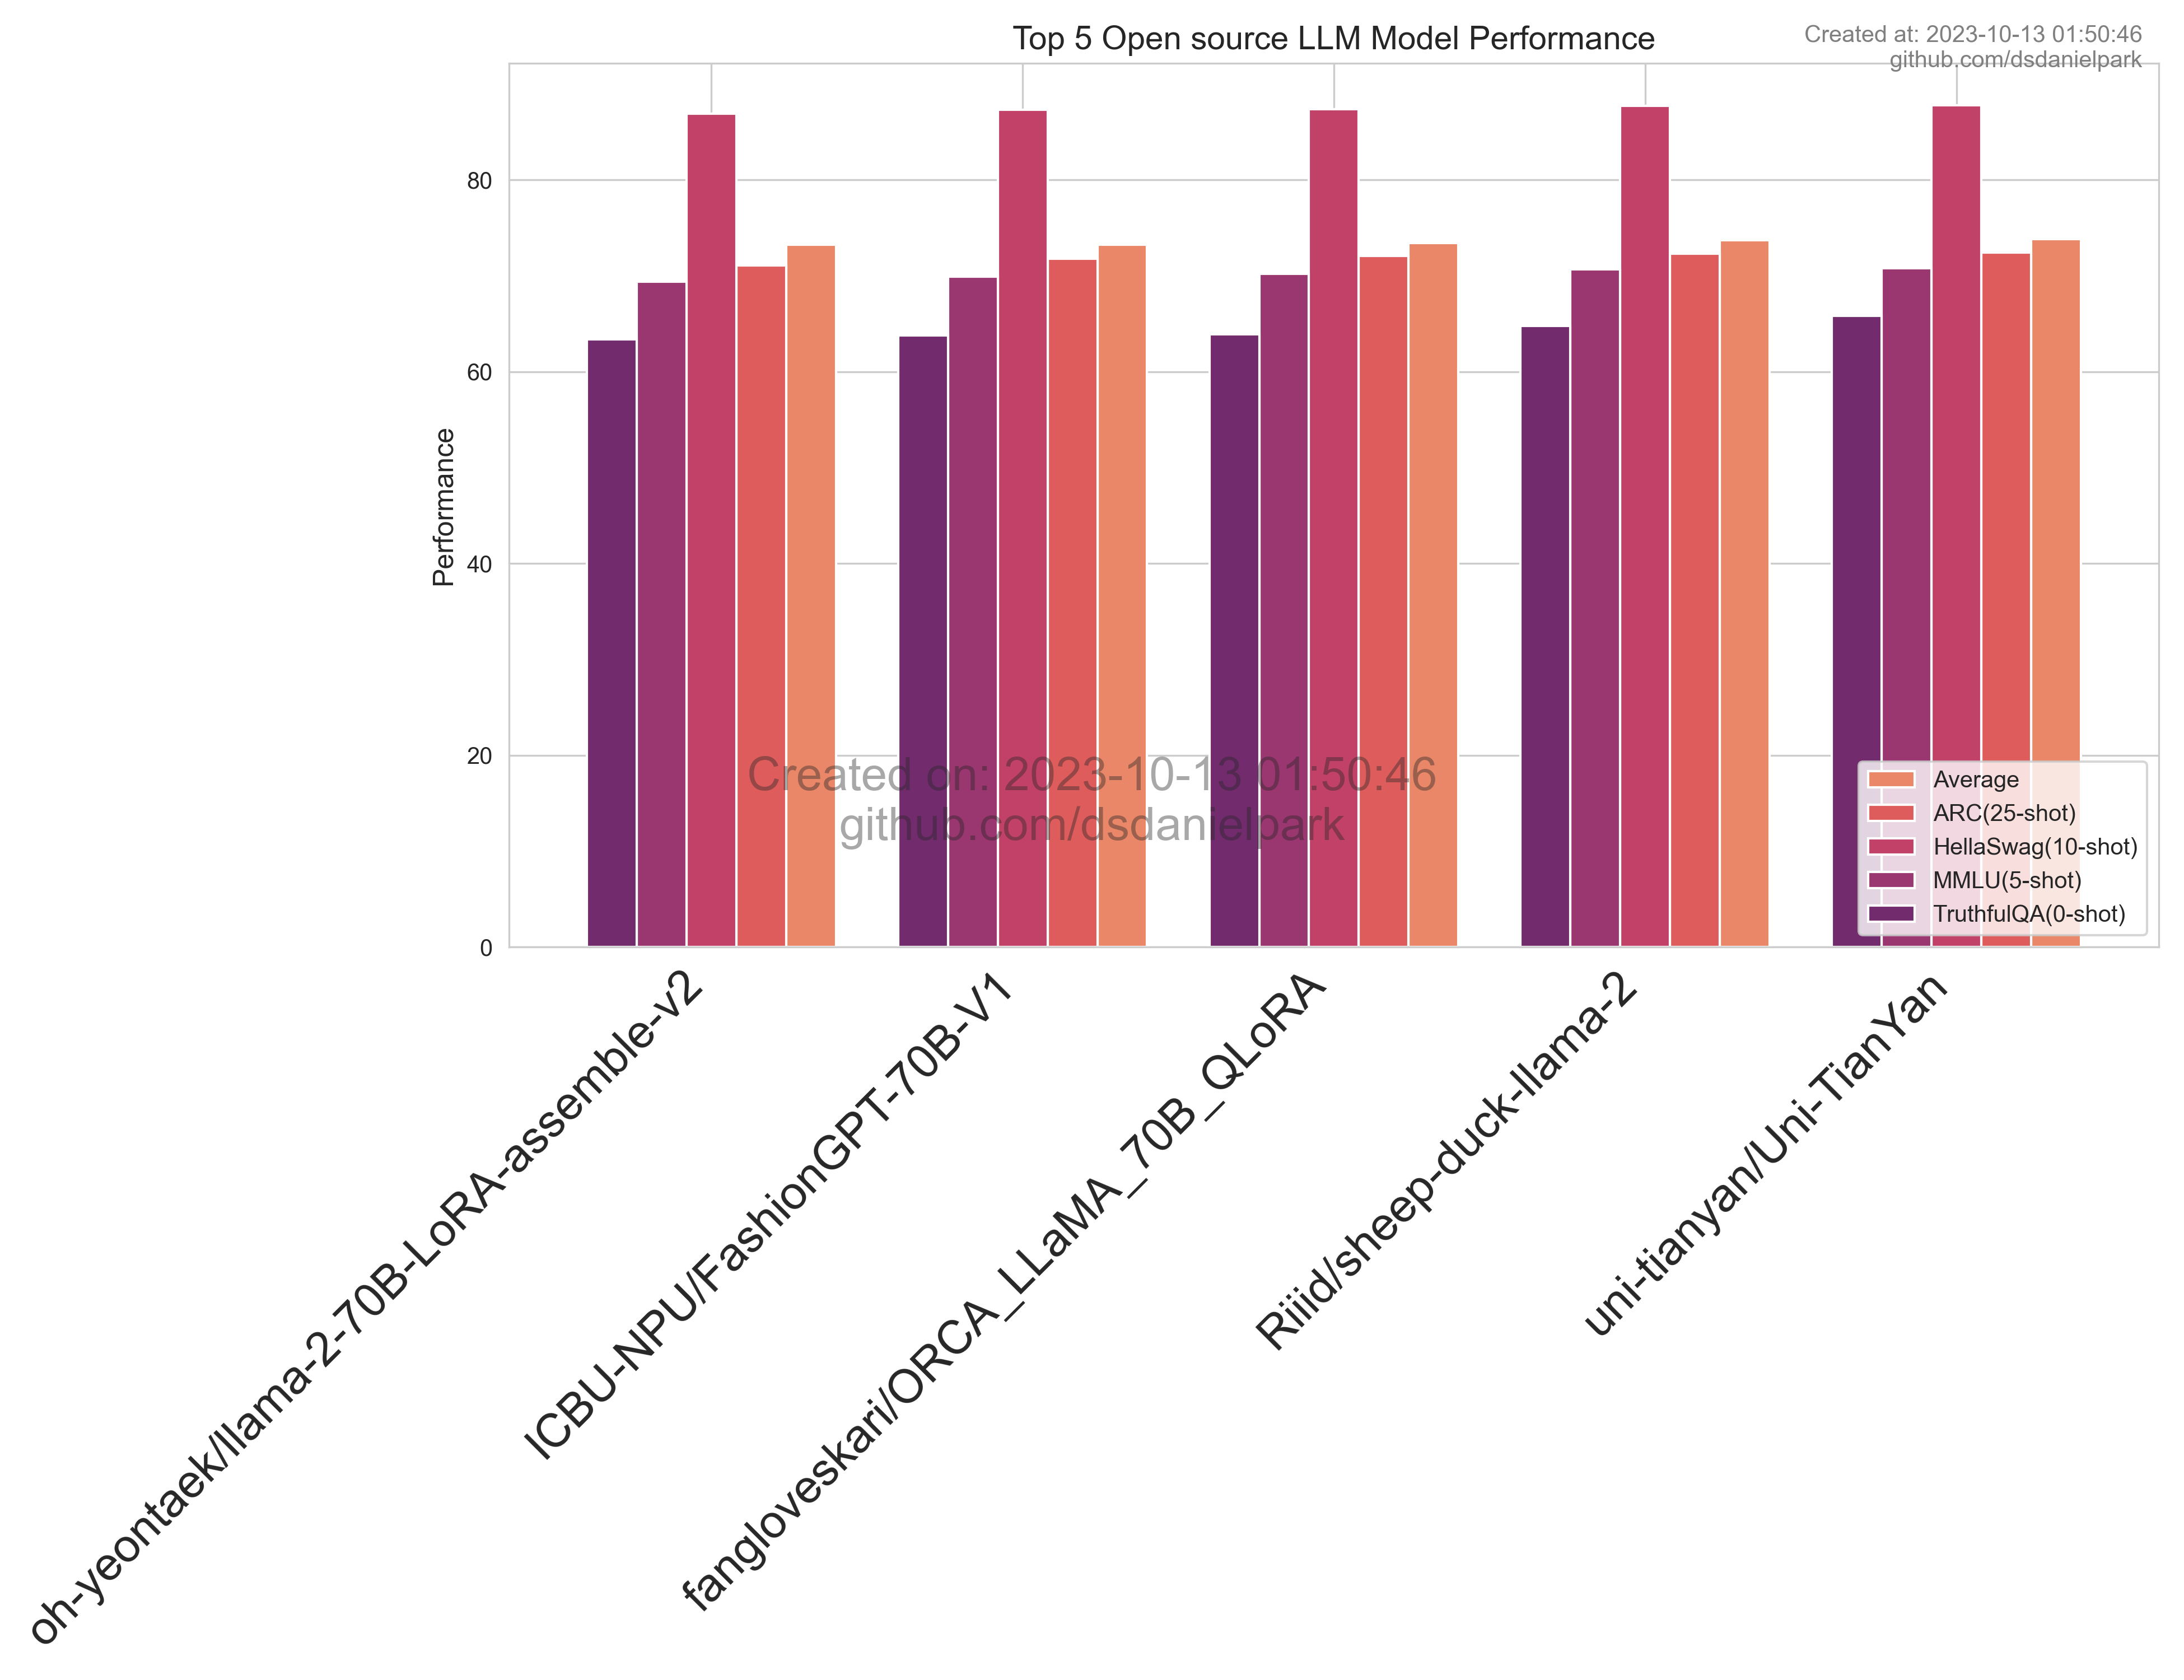 Top 5 Open source LLM Model Performance
Created at: 2023-10-13 01:50:46
github.com/dsdanielpark
Performance
80
60
40
20
0
Created on: 2023-10-13 01:50:46
github.com/dsdanielpark
Average
ARC(25-shot)
HellaSwag(10-shot)
MMLU(5-shot)
TruthfulQA(0-shot)
oh-yeontaek/llama-2-70B-LoRA-assemble-v2
ICBU-NPU/FashionGPT-70B-V1
fangloveskari/ORCA_LLaMA_70B_QLoRA
Riiid/sheep-duck-llama-2
uni-tianyan/Uni-TianYan